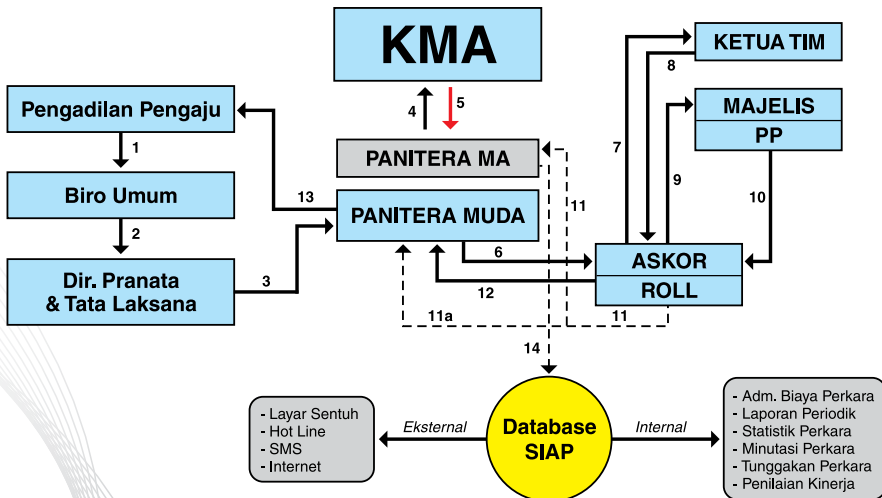 KMA
KETUA TIM
Pengadilan Pengaju
4
5
8
MAJELIS
PP
1
PANITERA MA
7
9
10
Biro Umum
13
PANITERA MUDA
11
2
6
ASKOR
ROLL
Dir. Pranata
& Tata Laksana
3
12
11a
11
14
- Layar Sentuh
- Hot Line
- SMS
- Internet
Eksternal
Database
SIAP
Internal
- Adm. Biaya Perkara
- Laporan Periodik
- Statistik Perkara
- Minutasi Perkara
- Tunggakan Perkara
- Penilaian Kinerja